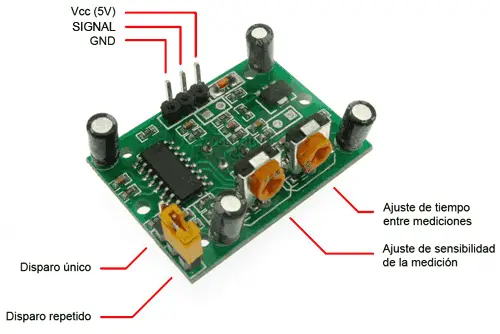 Vcc (5V)
SIGNAL
GND
Ajuste de tiempo
entre mediciones
Ajuste de sensibilidad
de la medición
Disparo único
Disparo repetido